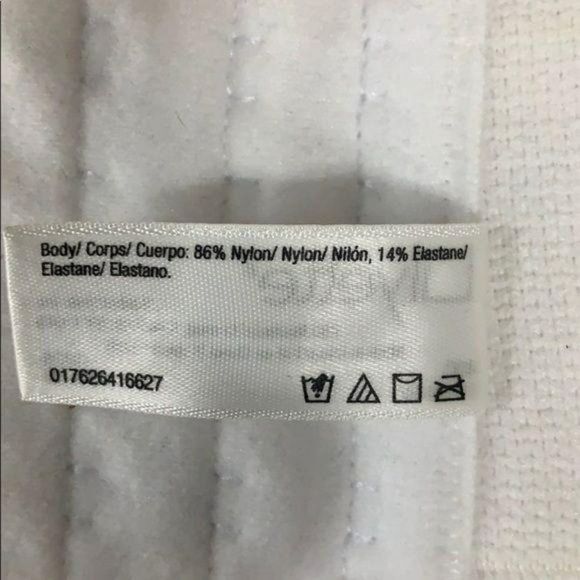 Body/ Corps/ Cuerpo: 86% Nylon/ Nylon/ Nilón, 14% Elastane/
Elastane/ Elastano.
017626416627